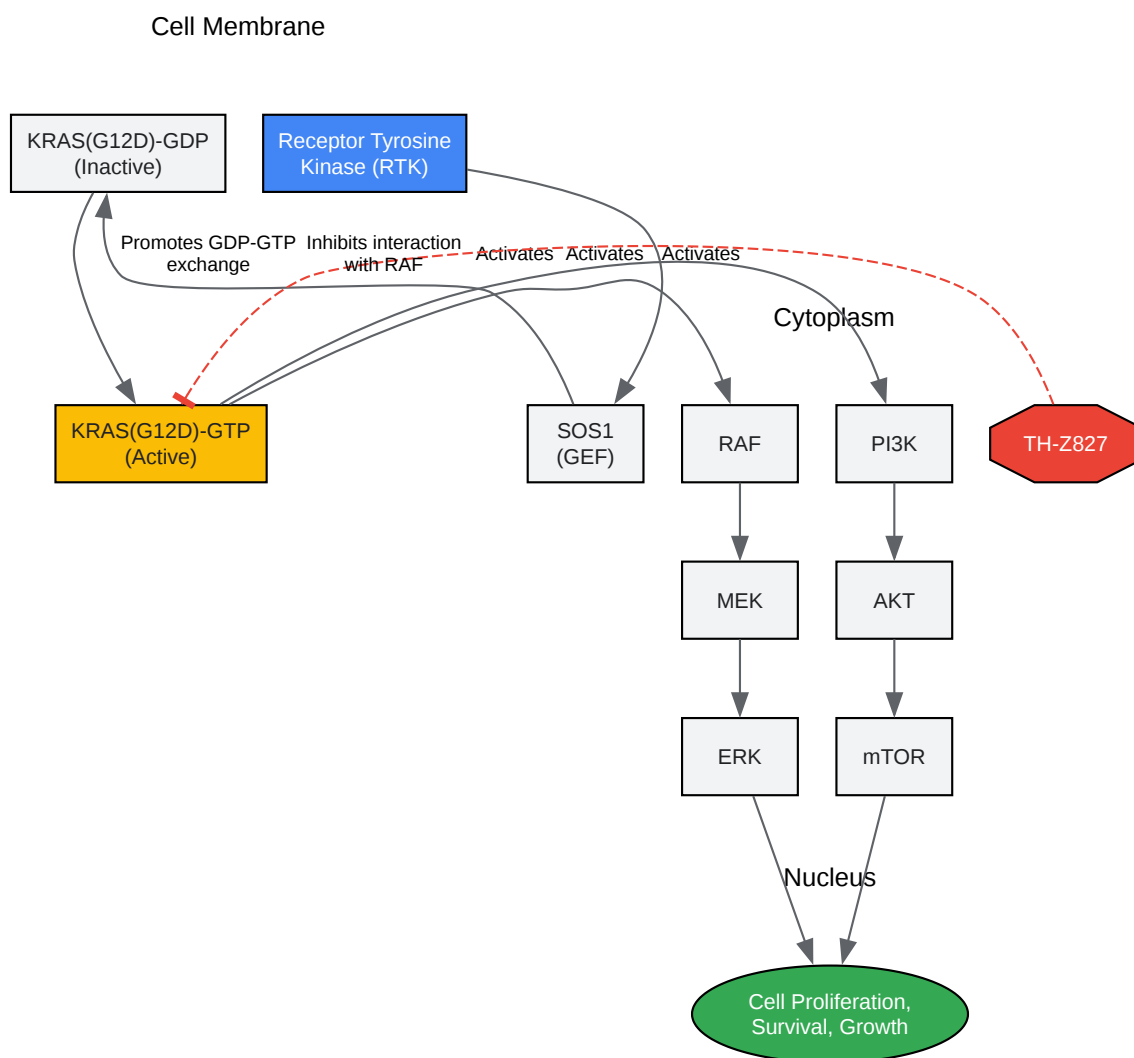 Cell Membrane
KRAS(G12D)-GDP
(Inactive)
Receptor Tyrosine
Kinase (RTK)
Promotes GDP-GTP
exchange
Inhibits interaction
with RAF
Activates
Activates
Activates
Cytoplasm
KRAS(G12D)-GTP
(Active)
SOS1
(GEF)
RAF
PI3K
TH-Z827
MEK
AKT
ERK
mTOR
Nucleus
Cell Proliferation,
Survival, Growth